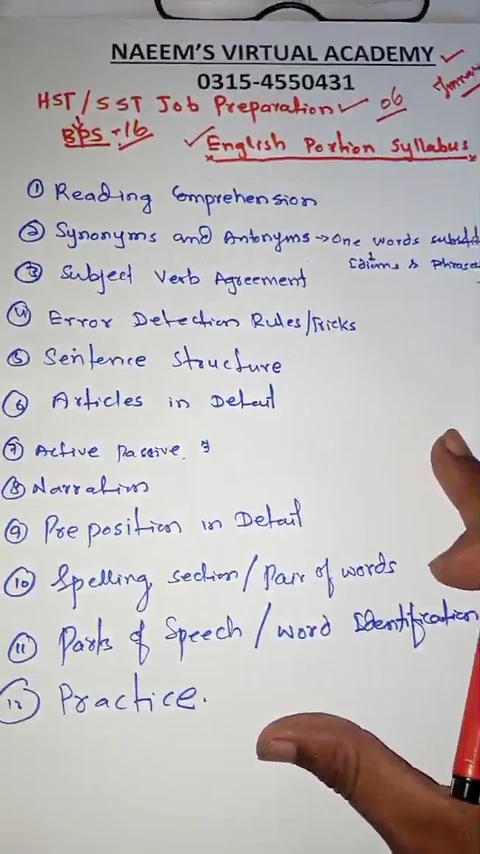 NAEEM'S VIRTUAL ACADEMY
0315-4550431
HST/SST Job Preparation 06
BPS-16
English Portion Syllabus
① Reading Comprehension
② Synonyms and Antonyms → One words
Idioms & Phrases
③ Subject Verb Agreement
④ Error Detection Rules/Tricks
⑤ Sentence Structure
⑥ Articles in Detail
⑦ Active Passive
⑧ Narration
⑨ Preposition in Detail
⑩ Spelling section/Pair of words
⑪ Parts of Speech/word Identification
⑫ Practice.